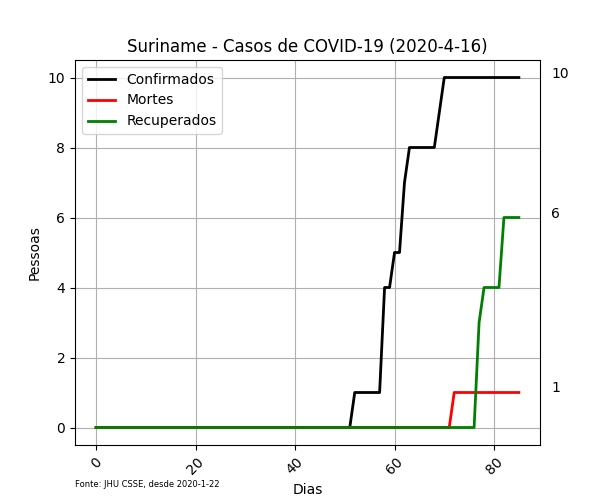 Suriname - Casos de COVID-19 (2020-4-16)
Confirmados
Mortes
Recuperados
10
8
6
4
2
0
Pessoas
10
6
1
0
20
40
60
80
Dias
Fonte: JHU CSSE, desde 2020-1-22